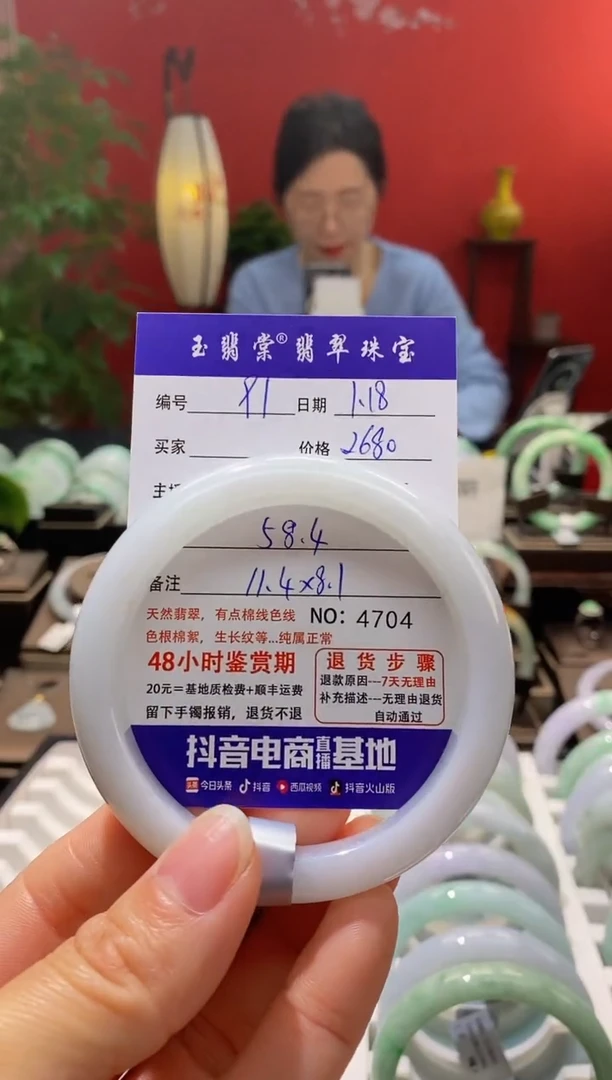 玉翡棠®翡翠珠宝
编号 81 日期 1.18
买家 价格 2680
主
58.4
备注 11.4×8.1
天然翡翠，有点棉线色线 NO: 4704
色根棉絮，生长纹等...纯属正常
48小时鉴赏期
20元=基地质检费+顺丰运费
留下手镯报销，退货不退
退货步骤
退款原因---7天无理由
补充描述---无理由退货
自动通过
抖音电商直播基地
头条 今日头条 抖音 西瓜视频 抖音火山版